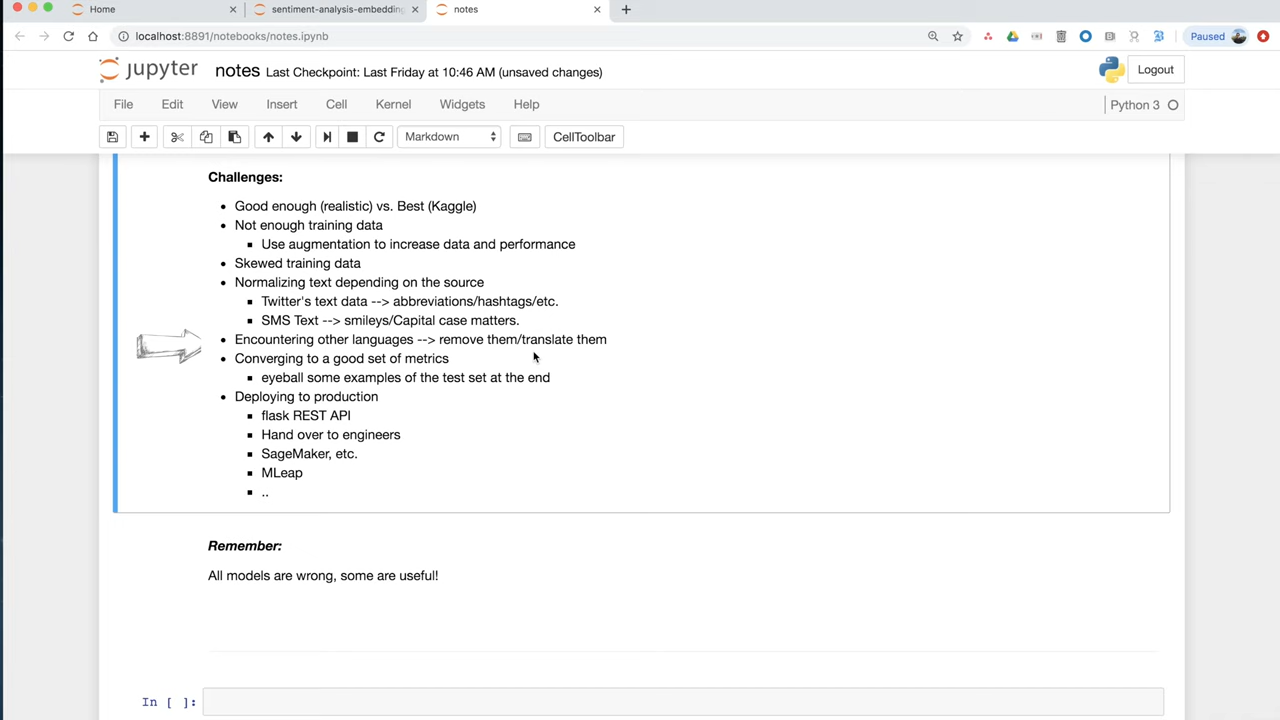 Home
sentiment-analysis-embedding
notes
localhost:8891/notebooks/notes.ipynb
Paused
jupyter notes Last Checkpoint: Last Friday at 10:46 AM (unsaved changes)
Logout
File Edit View Insert Cell Kernel Widgets Help
Python 3
Markdown
CellToolbar
Challenges:
Good enough (realistic) vs. Best (Kaggle)
Not enough training data
Use augmentation to increase data and performance
Skewed training data
Normalizing text depending on the source
Twitter's text data --> abbreviations/hashtags/etc.
SMS Text --> smileys/Capital case matters.
Encountering other languages --> remove them/translate them
Converging to a good set of metrics
eyeball some examples of the test set at the end
Deploying to production
flask REST API
Hand over to engineers
SageMaker, etc.
MLeap
..
Remember:
All models are wrong, some are useful!
In [ ]: